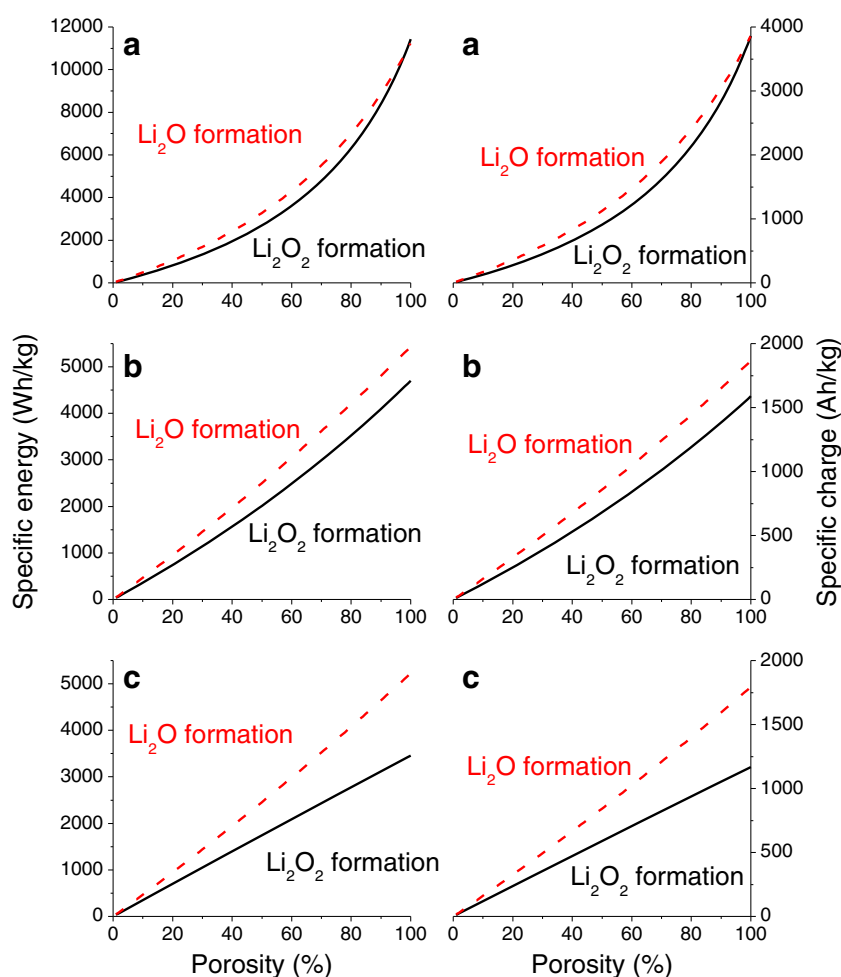 Specific energy (Wh/kg)
Specific charge (Ah/kg)
a
12000
10000
8000
6000
4000
2000
0
Li₂O formation
Li₂O₂ formation
0 20 40 60 80 100
a
4000
3000
2000
1000
0
Li₂O formation
Li₂O₂ formation
0 20 40 60 80 100
b
5000
4000
3000
2000
1000
0
Li₂O formation
Li₂O₂ formation
0 20 40 60 80 100
b
2000
1500
1000
500
0
Li₂O formation
Li₂O₂ formation
0 20 40 60 80 100
c
5000
4000
3000
2000
1000
0
Li₂O formation
Li₂O₂ formation
0 20 40 60 80 100
Porosity (%)
c
2000
1500
1000
500
0
Li₂O formation
Li₂O₂ formation
0 20 40 60 80 100
Porosity (%)